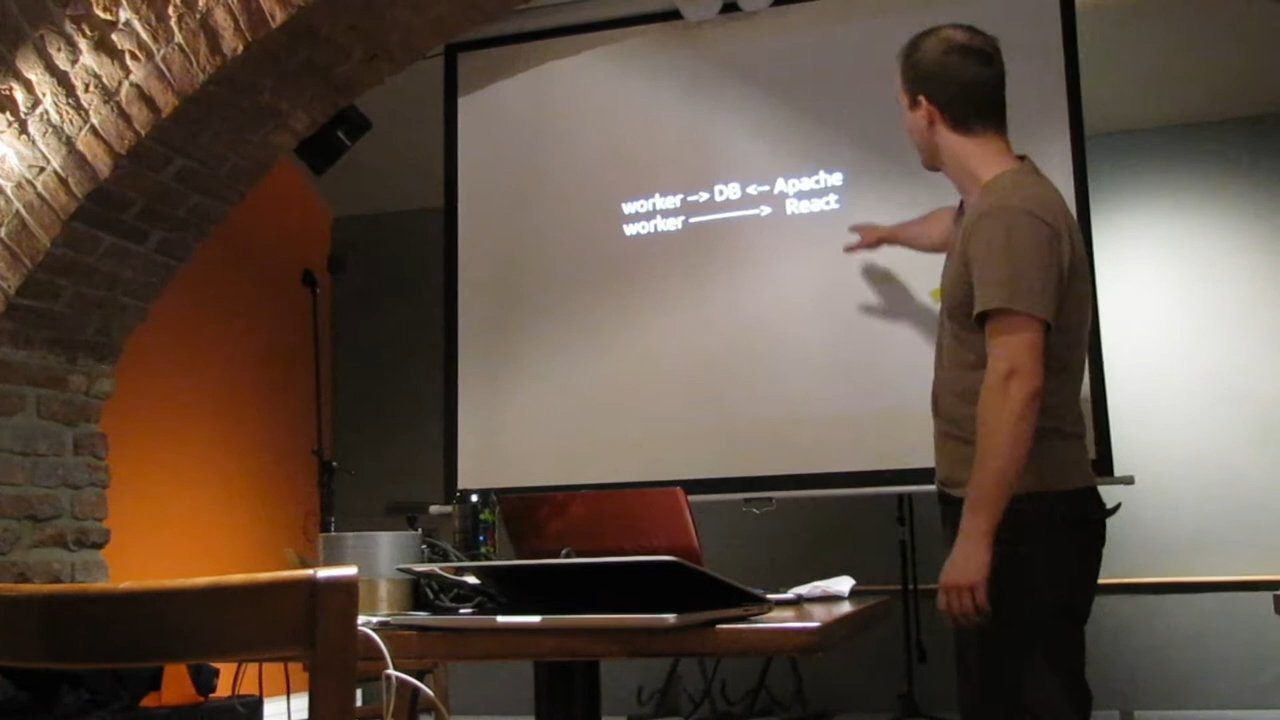 worker --> DB <-- Apache
worker ----------> React